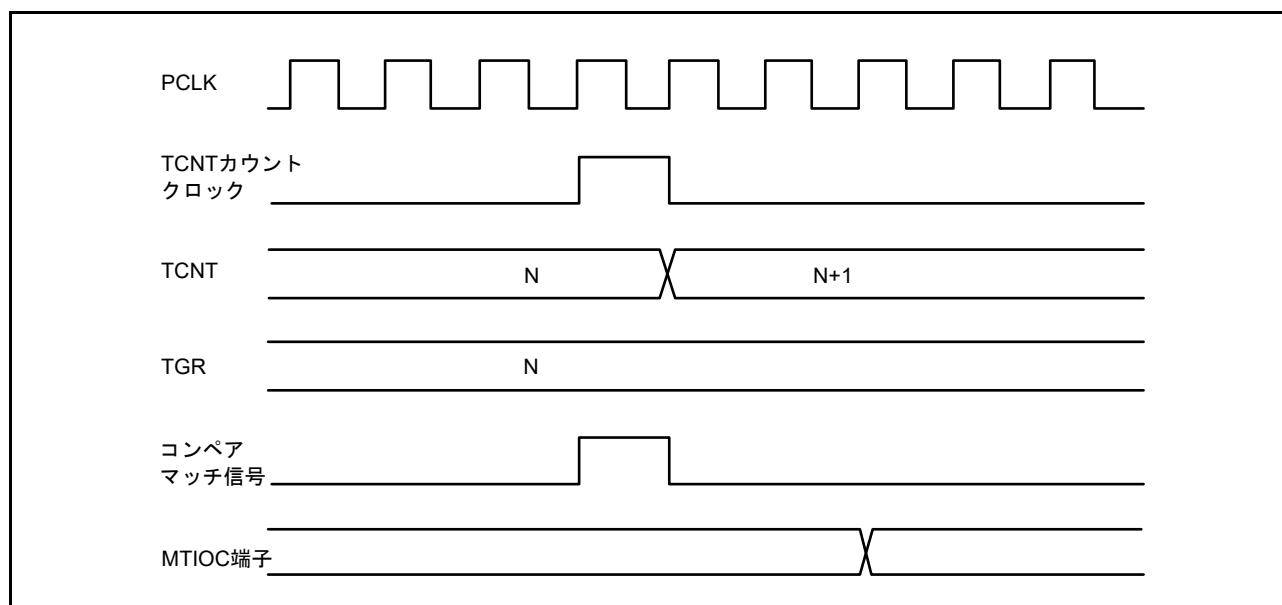 PCLK
TCNTカウント
クロック
TCNT
N
N+1
TGR
N
コンペア
マッチ信号
MTIOC端子